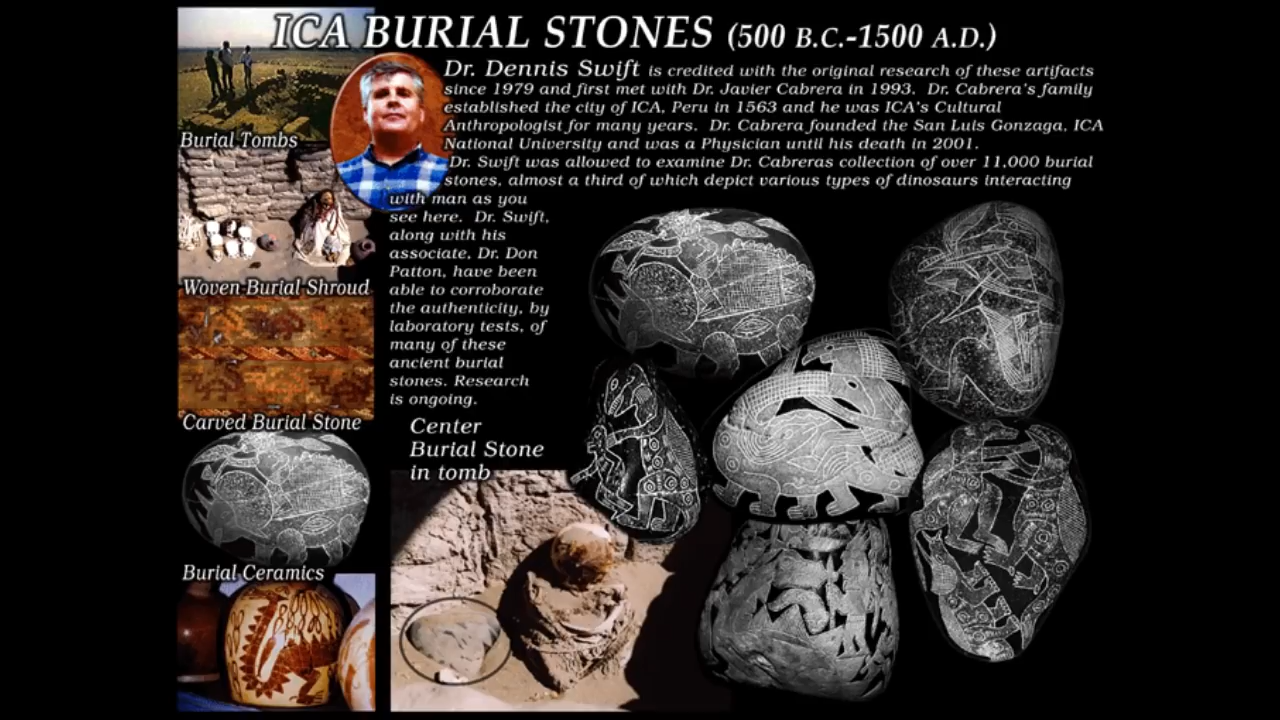 ICA BURIAL STONES (500 B.C.-1500 A.D.)
Dr. Dennis Swift is credited with the original research of these artifacts
since 1979 and first met with Dr. Javier Cabrera in 1993. Dr. Cabrera's family
established the city of ICA, Peru in 1563 and he was ICA's Cultural
Anthropologist for many years. Dr. Cabrera founded the San Luis Gonzaga, ICA
National University and was a Physician until his death in 2001.
Dr. Swift was allowed to examine Dr. Cabreras collection of over 11,000 burial
stones, almost a third of which depict various types of dinosaurs interacting
with man as you
see here. Dr. Swift,
along with his
associate, Dr. Don
Patton, have been
able to corroborate
the authenticity, by
laboratory tests, of
many of these
ancient burial
stones. Research
is ongoing.
Burial Tombs
Woven Burial Shroud
Carved Burial Stone
Burial Ceramics
Center
Burial Stone
in tomb